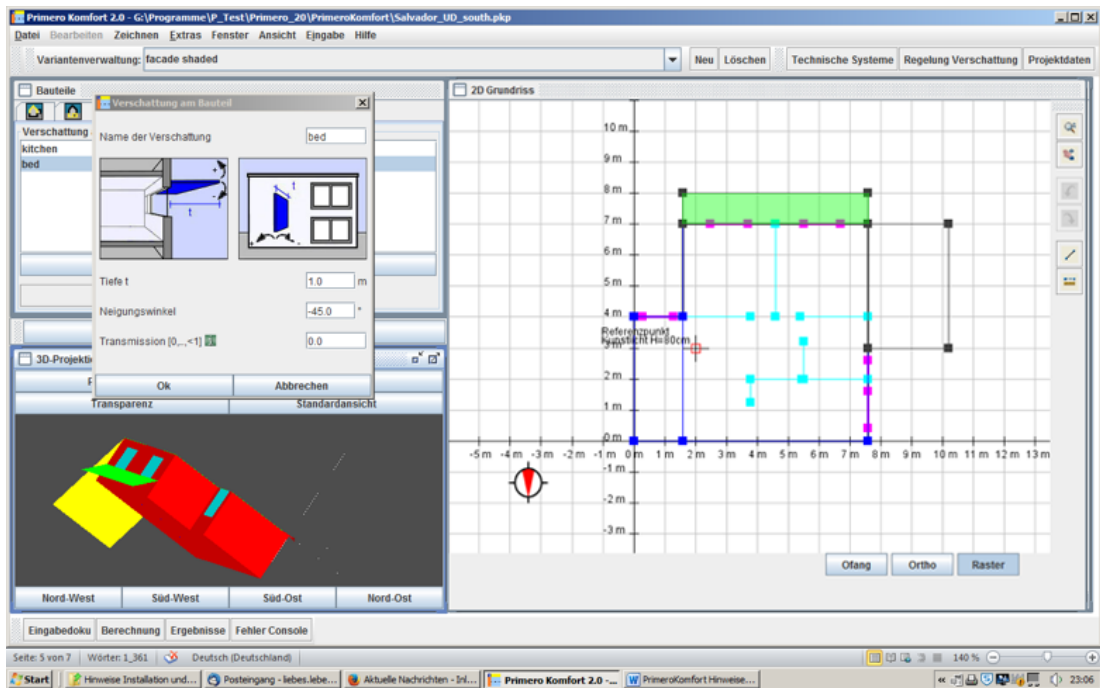 Primero Komfort 2.0 - G:\Programme\P_Test\Primero_20\PrimeroKomfort\Salvador_UD_south.pkp
Datei Bearbeiten Zeichnen Extras Fenster Ansicht Eingabe Hilfe
Variantenverwaltung: facade shaded Neu Löschen Technische Systeme Regelung Verschattung Projektdaten
Bauteile
Verschattung
kitchen
bed
Verschattung am Bauteil
Name der Verschattung bed
+
t
-
t
+
-
Tiefe t 1.0 m
Neigungswinkel -45.0 °
Transmission [0,..,<1] 0.0
Ok Abbrechen
3D-Projekti
Transparenz Standardansicht
Nord-West Süd-West Süd-Ost Nord-Ost
2D Grundriss
10 m
9 m
8 m
7 m
6 m
5 m
4 m
Referenzpunkt
Kunstlicht H=80cm
3 m
2 m
1 m
0 m
-5 m -4 m -3 m -2 m -1 m 0 m 1 m 2 m 3 m 4 m 5 m 6 m 7 m 8 m 9 m 10 m 11 m 12 m 13 m
-1 m
-2 m
-3 m
Ofang Ortho Raster
Eingabedoku Berechnung Ergebnisse Fehler Console
Seite: 5 von 7 Wörter: 1_361 Deutsch (Deutschland) 140 %
Start Hinweise Installation und... Posteingang - liebes.lebe... Aktuelle Nachrichten - Inl... Primero Komfort 2.0 -... PrimeroKomfort Hinweise... 23:06